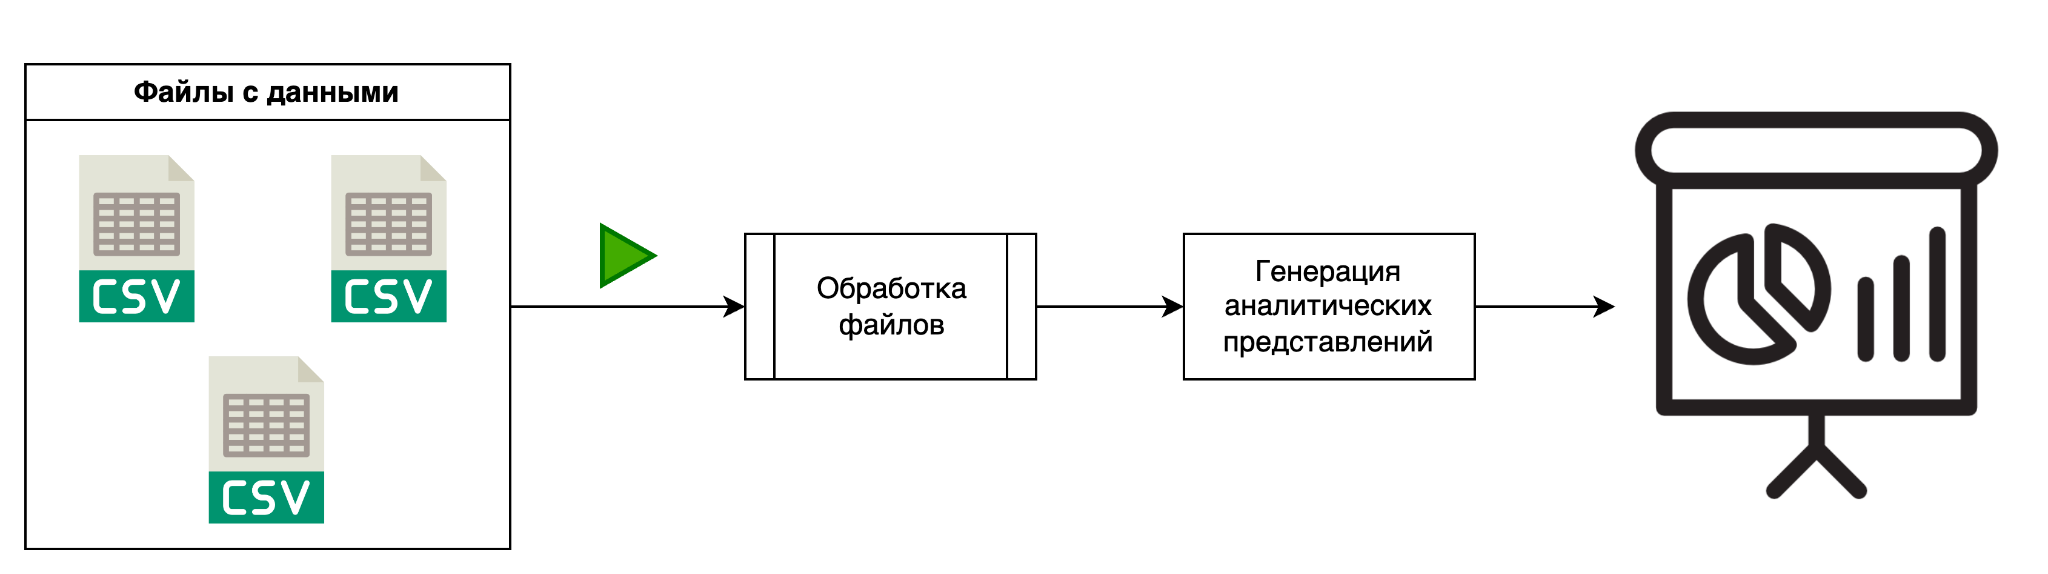 Файлы с данными
CSV
CSV
CSV
Обработка
файлов
Генерация
аналитических
представлений